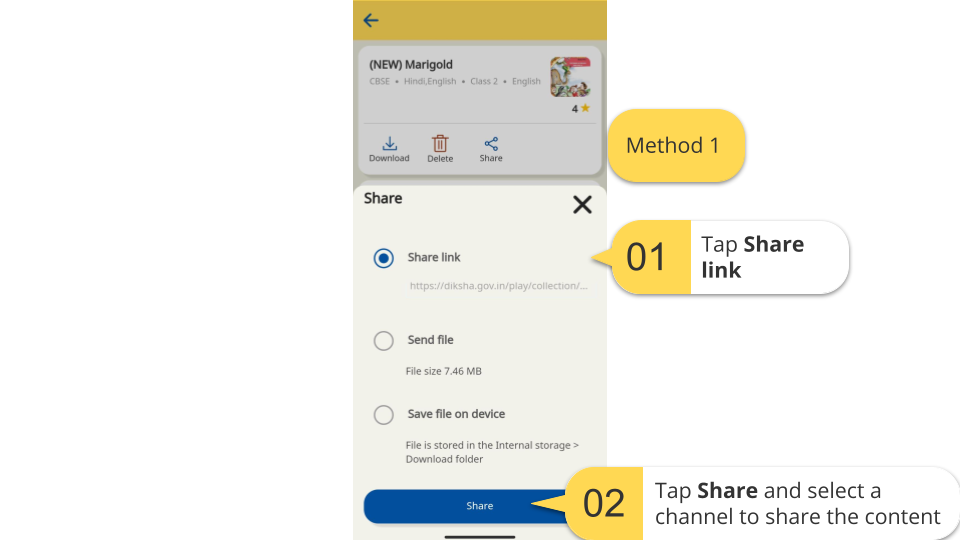 (NEW) Marigold
CBSE • Hindi,English • Class 2 • English
4
Download Delete Share
Method 1
Share
01
Tap Share
link
Share link
https://diksha.gov.in/play/collection/...
Send file
File size 7.46 MB
Save file on device
File is stored in the Internal storage >
Download folder
Share
02
Tap Share and select a
channel to share the content